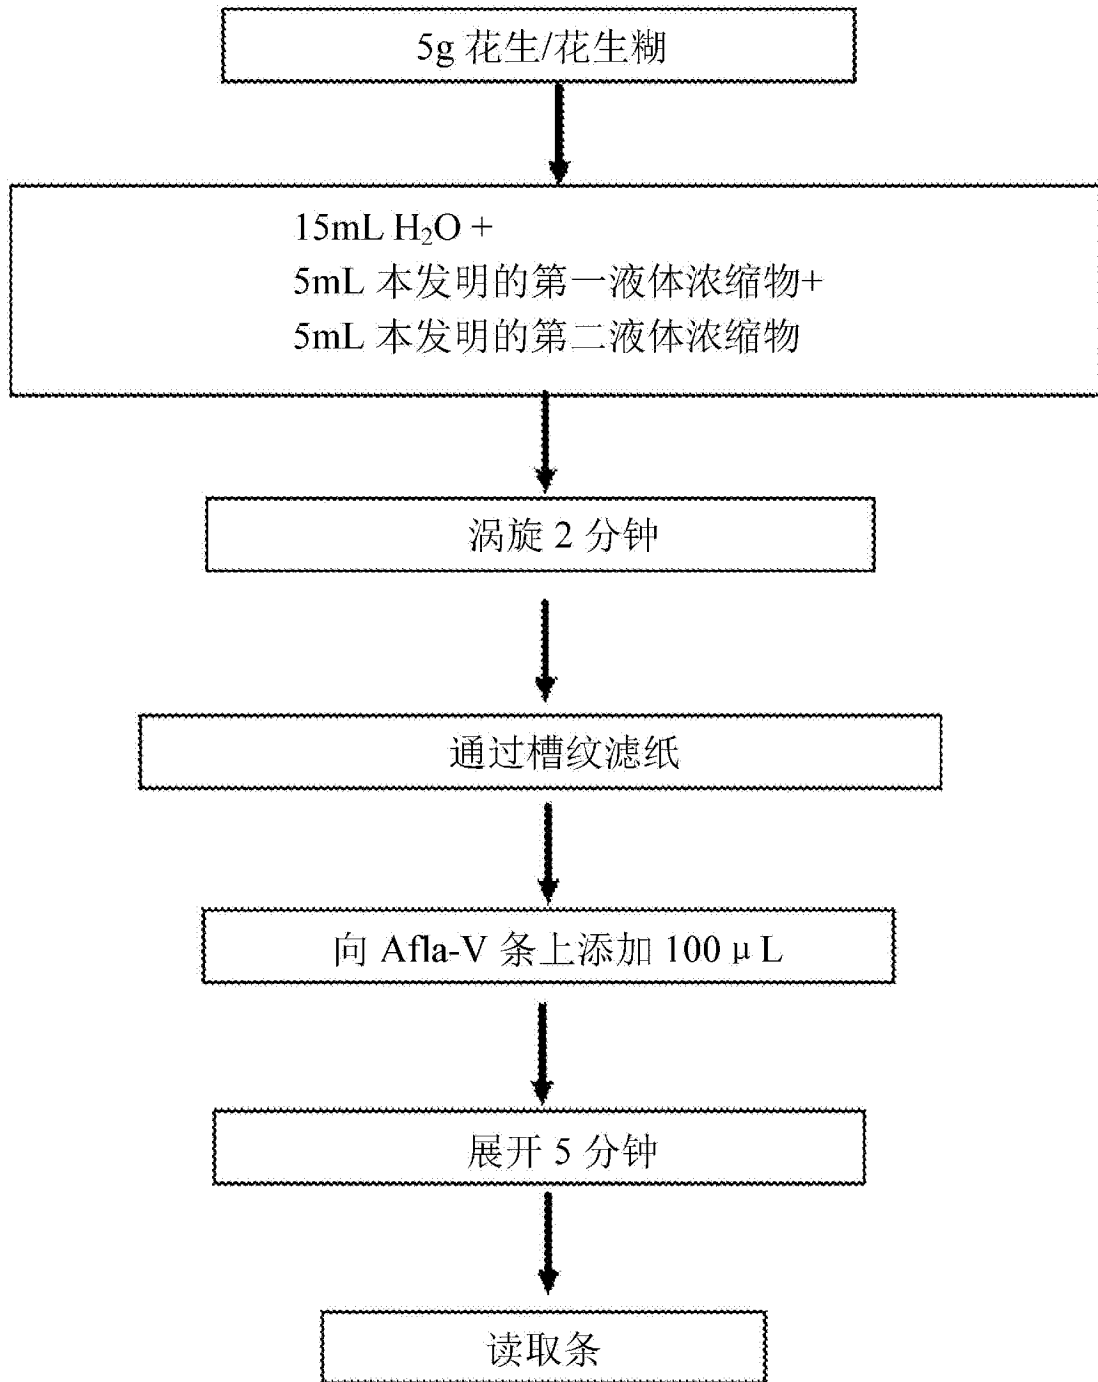 5g 花生/花生糊
15mL H₂O +
5mL 本发明的第一液体浓缩物+
5mL 本发明的第二液体浓缩物
涡旋 2 分钟
通过槽纹滤纸
向 Afla-V 条上添加 100 μ L
展开 5 分钟
读取条